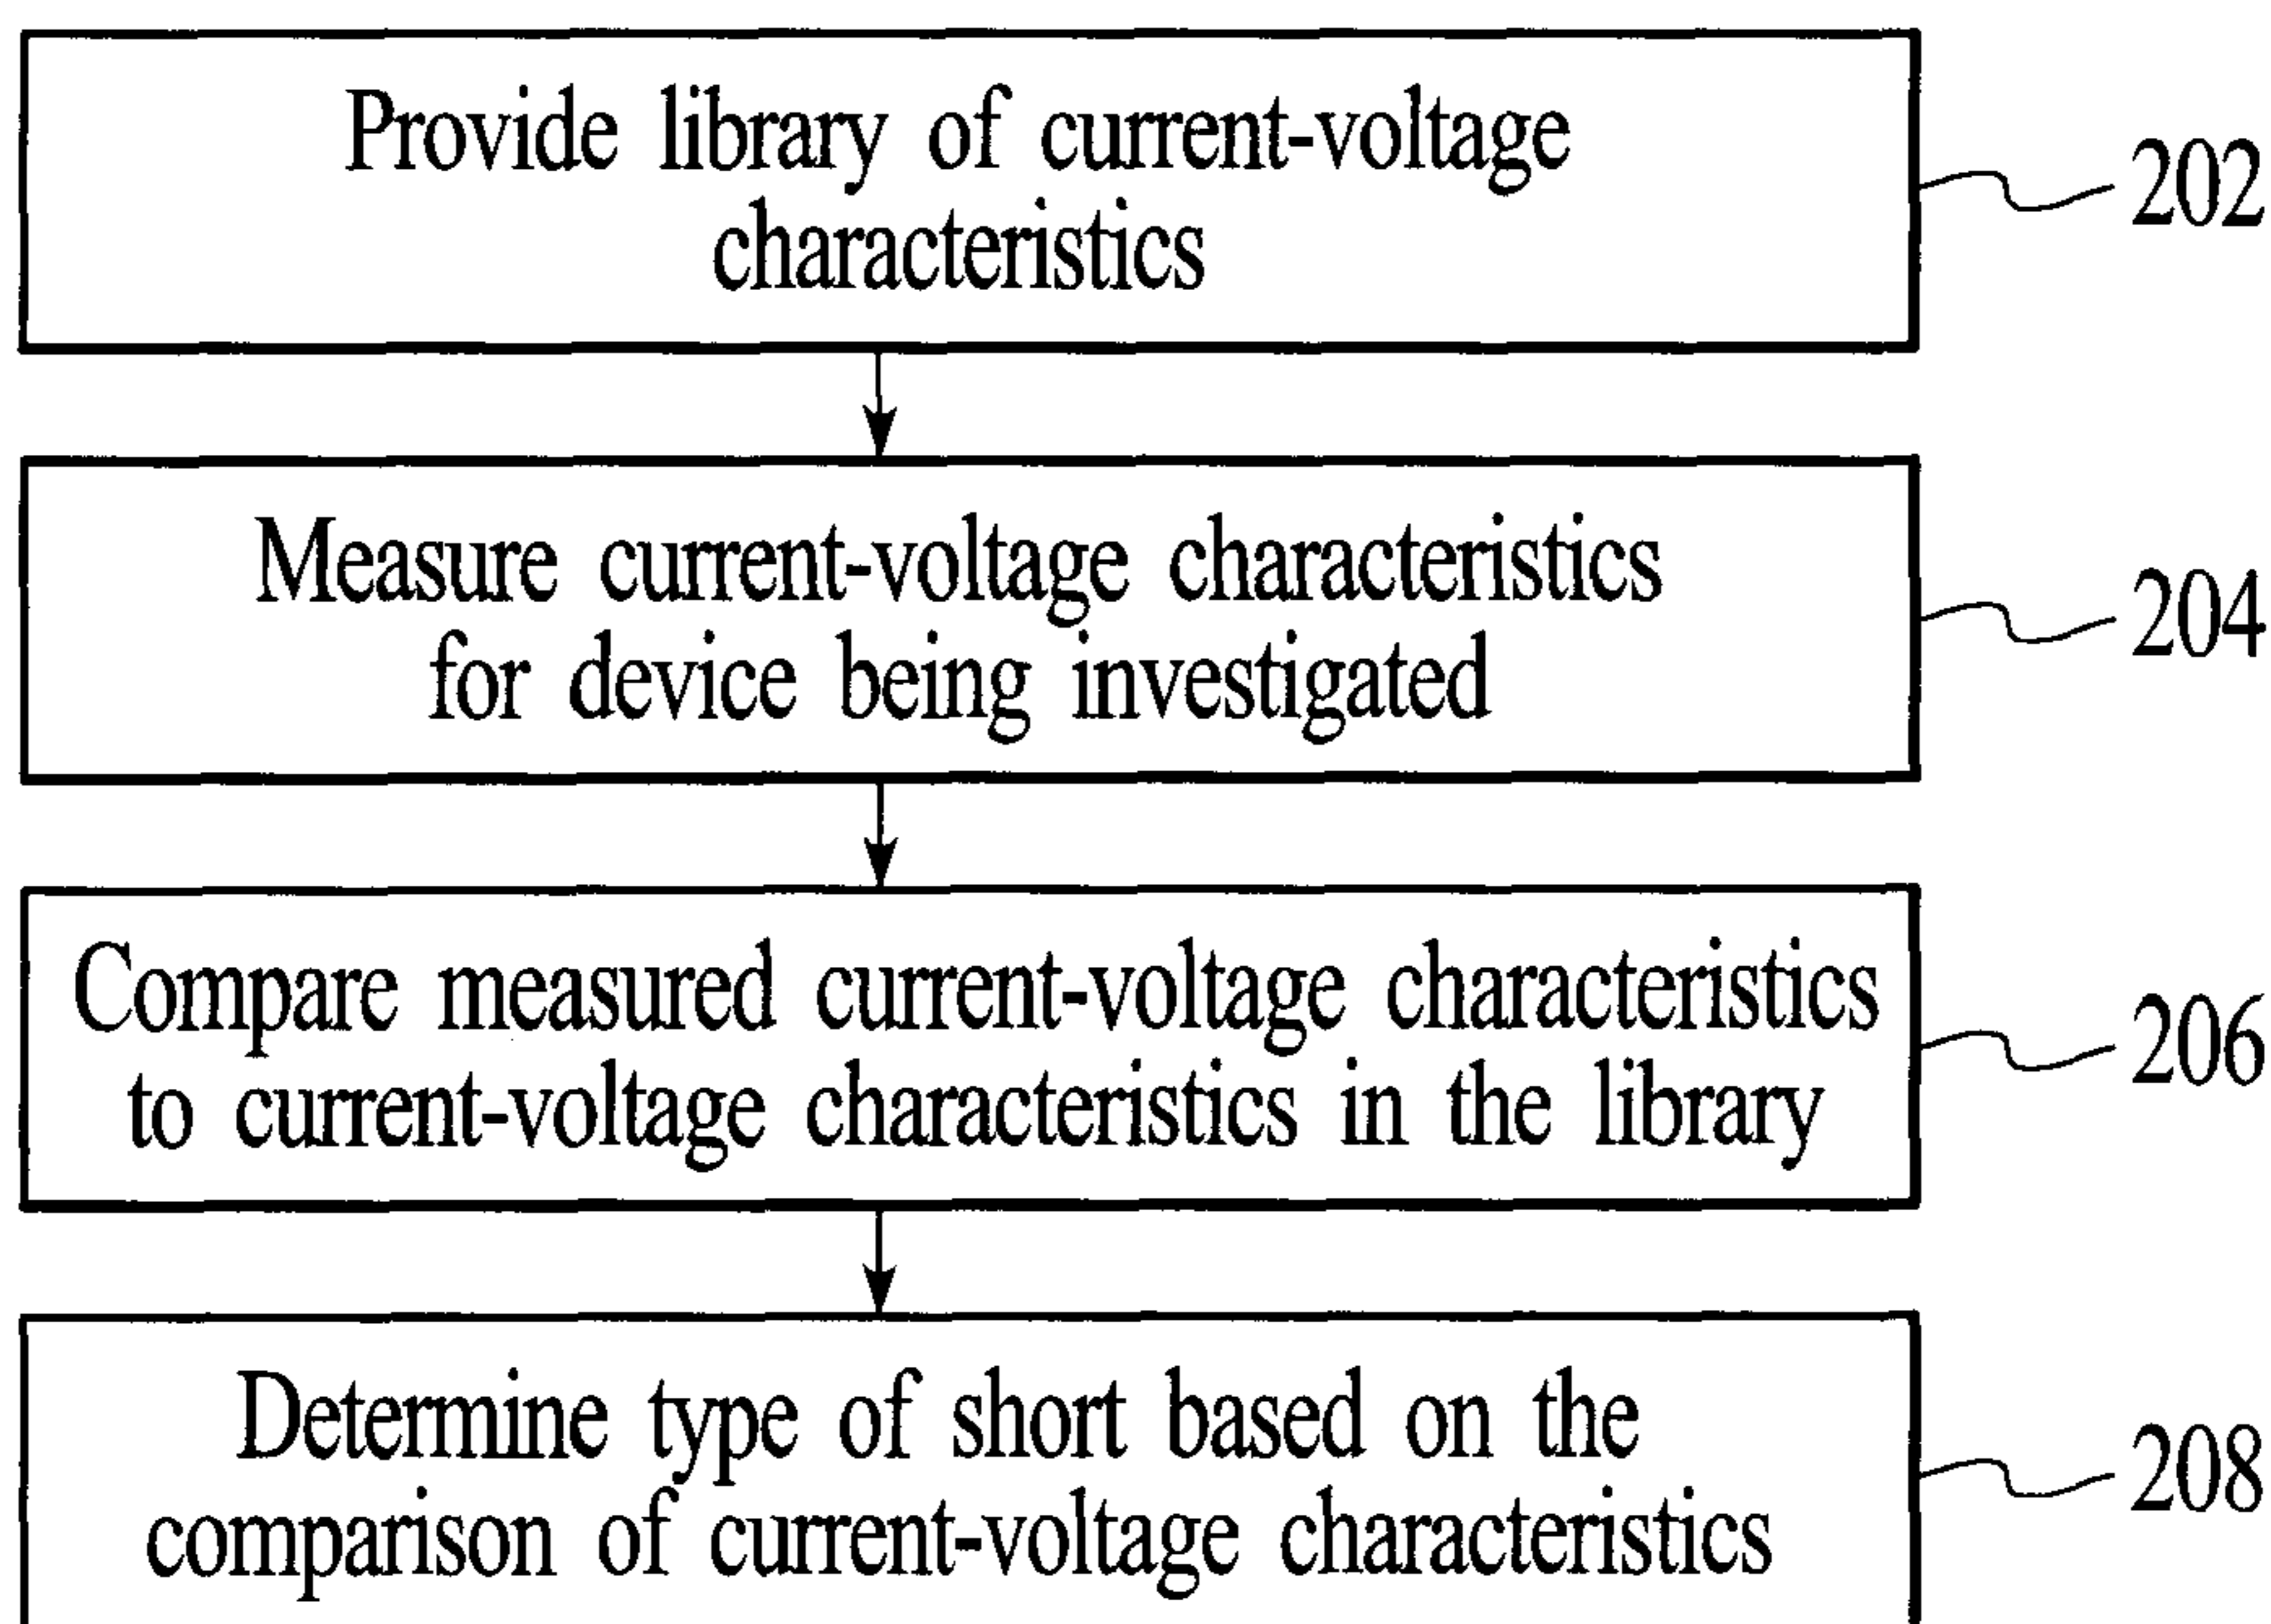 Provide library of current-voltage
characteristics
202
Measure current-voltage characteristics
for device being investigated
204
Compare measured current-voltage characteristics
to current-voltage characteristics in the library
206
Determine type of short based on the
comparison of current-voltage characteristics
208